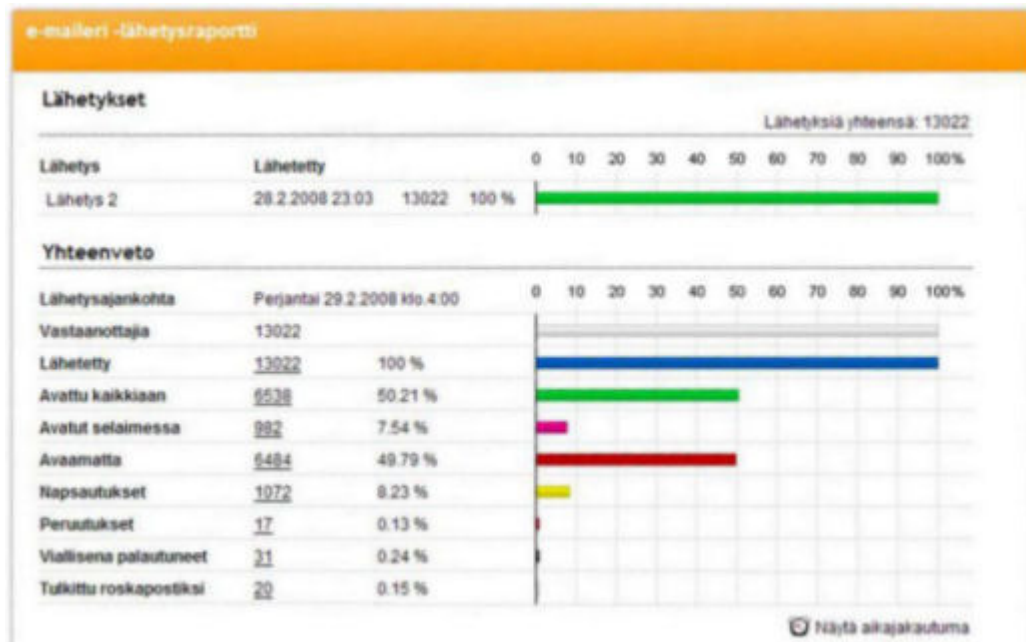 e-maileri -lähetysraportti
Lähetykset
Lähetyksiä yhteensä: 13022
Lähetys Lähetetty 0 10 20 30 40 50 60 70 80 90 100%
Lähetys 2 28.2.2008 23:03 13022 100 %
Yhteenveto
Lähetysajankohta Perjantai 29.2.2008 klo.4:00 0 10 20 30 40 50 60 70 80 90 100%
Vastaanottajia 13022
Lähetetty 13022 100 %
Avattu kaikkiaan 6538 50.21 %
Avatut selaimessa 982 7.54 %
Avaamatta 6484 49.79 %
Napsautukset 1072 8.23 %
Peruutukset 17 0.13 %
Viallisena palautuneet 31 0.24 %
Tulkittu roskapostiksi 20 0.15 %
Näytä aikajakautuma